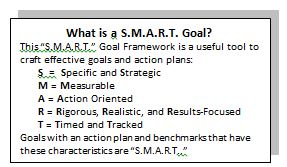 What is a S.M.A.R.T. Goal?
This “S.M.A.R.T.” Goal Framework is a useful tool to
craft effective goals and action plans:
S = Specific and Strategic
M = Measurable
A = Action Oriented
R = Rigorous, Realistic, and Results-Focused
T = Timed and Tracked
Goals with an action plan and benchmarks that have
these characteristics are “S.M.A.R.T.”